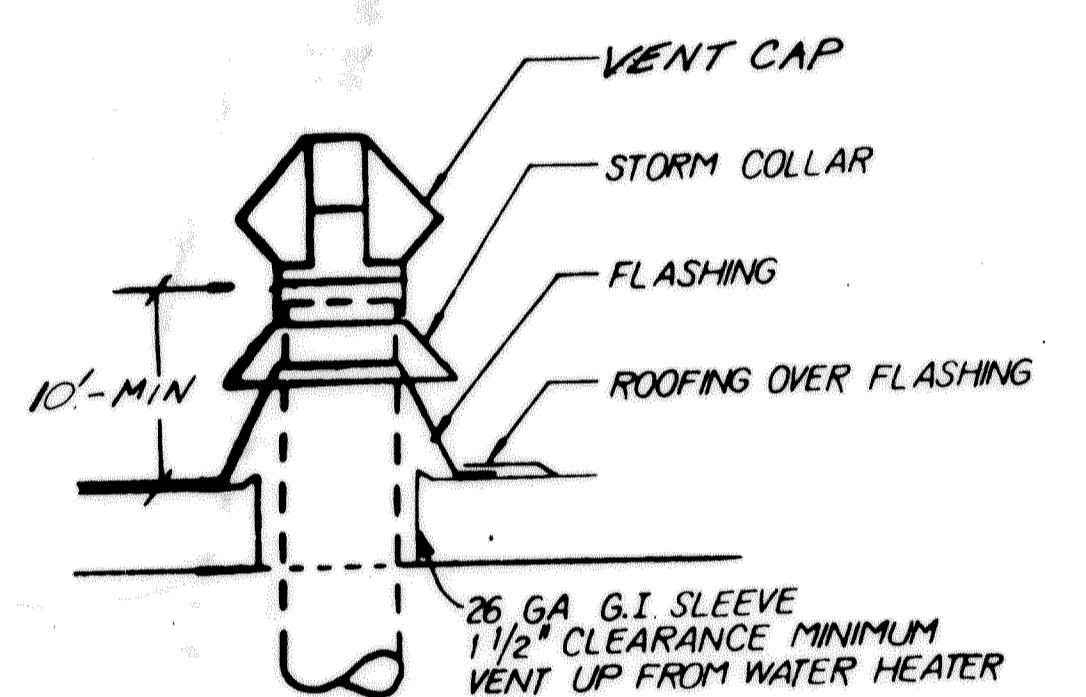 VENT CAP
STORM COLLAR
FLASHING
ROOFING OVER FLASHING
10'-MIN
26 GA G.I. SLEEVE
1 1/2" CLEARANCE MINIMUM
VENT UP FROM WATER HEATER